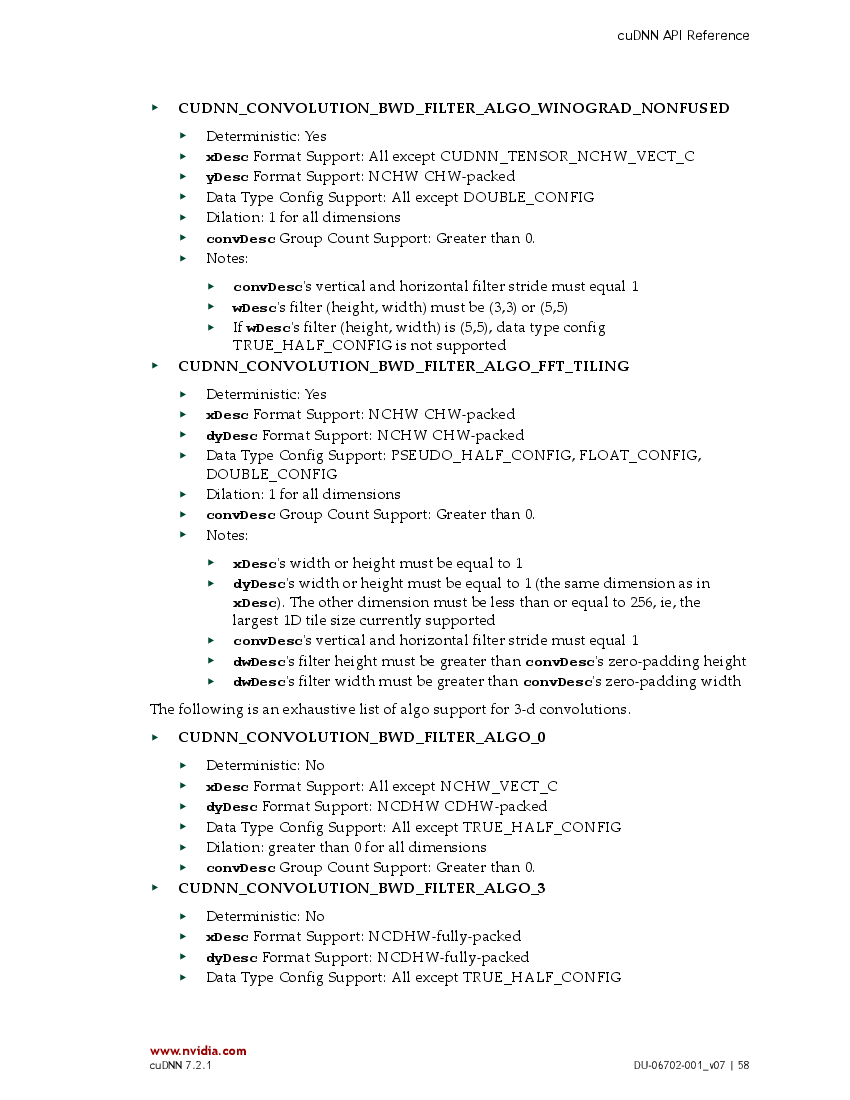 cuDNN API Reference
‣ CUDNN_CONVOLUTION_BWD_FILTER_ALGO_WINOGRAD_NONFUSED
‣ Deterministic: Yes
‣ xDesc Format Support: All except CUDNN_TENSOR_NCHW_VECT_C
‣ yDesc Format Support: NCHW CHW-packed
‣ Data Type Config Support: All except DOUBLE_CONFIG
‣ Dilation: 1 for all dimensions
‣ convDesc Group Count Support: Greater than 0.
‣ Notes:
‣ convDesc's vertical and horizontal filter stride must equal 1
‣ wDesc's filter (height, width) must be (3,3) or (5,5)
‣ If wDesc's filter (height, width) is (5,5), data type config
TRUE_HALF_CONFIG is not supported
‣ CUDNN_CONVOLUTION_BWD_FILTER_ALGO_FFT_TILING
‣ Deterministic: Yes
‣ xDesc Format Support: NCHW CHW-packed
‣ dyDesc Format Support: NCHW CHW-packed
‣ Data Type Config Support: PSEUDO_HALF_CONFIG, FLOAT_CONFIG,
DOUBLE_CONFIG
‣ Dilation: 1 for all dimensions
‣ convDesc Group Count Support: Greater than 0.
‣ Notes:
‣ xDesc's width or height must be equal to 1
‣ dyDesc's width or height must be equal to 1 (the same dimension as in
xDesc). The other dimension must be less than or equal to 256, ie, the
largest 1D tile size currently supported
‣ convDesc's vertical and horizontal filter stride must equal 1
‣ dwDesc's filter height must be greater than convDesc's zero-padding height
‣ dwDesc's filter width must be greater than convDesc's zero-padding width
The following is an exhaustive list of algo support for 3-d convolutions.
‣ CUDNN_CONVOLUTION_BWD_FILTER_ALGO_0
‣ Deterministic: No
‣ xDesc Format Support: All except NCHW_VECT_C
‣ dyDesc Format Support: NCDHW CDHW-packed
‣ Data Type Config Support: All except TRUE_HALF_CONFIG
‣ Dilation: greater than 0 for all dimensions
‣ convDesc Group Count Support: Greater than 0.
‣ CUDNN_CONVOLUTION_BWD_FILTER_ALGO_3
‣ Deterministic: No
‣ xDesc Format Support: NCDHW-fully-packed
‣ dyDesc Format Support: NCDHW-fully-packed
‣ Data Type Config Support: All except TRUE_HALF_CONFIG
www.nvidia.com
cuDNN 7.2.1 DU-06702-001_v07 | 58